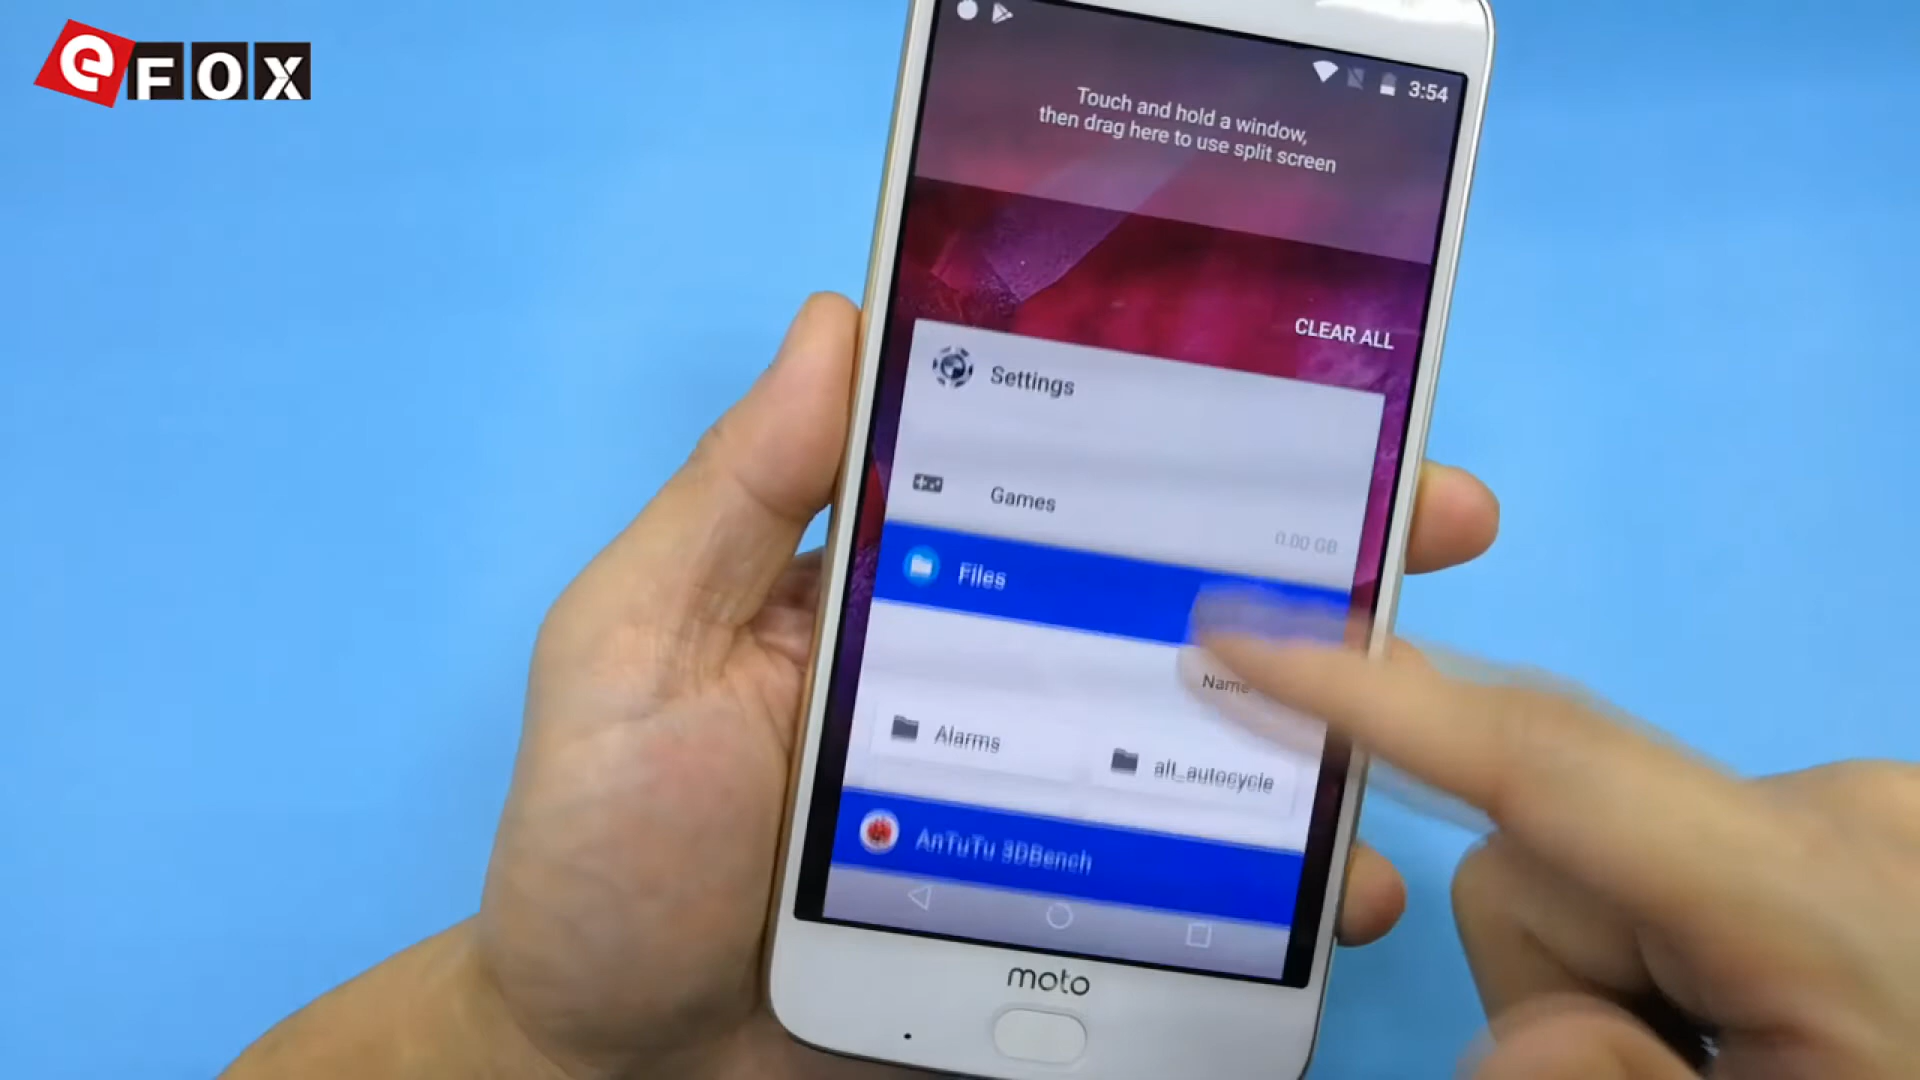 eFOX
3:54
Touch and hold a window,
then drag here to use split screen
CLEAR ALL
Settings
Games
0.00 GB
Files
Name
Alarms
alt_autocycle
AnTuTu 3DBench
moto